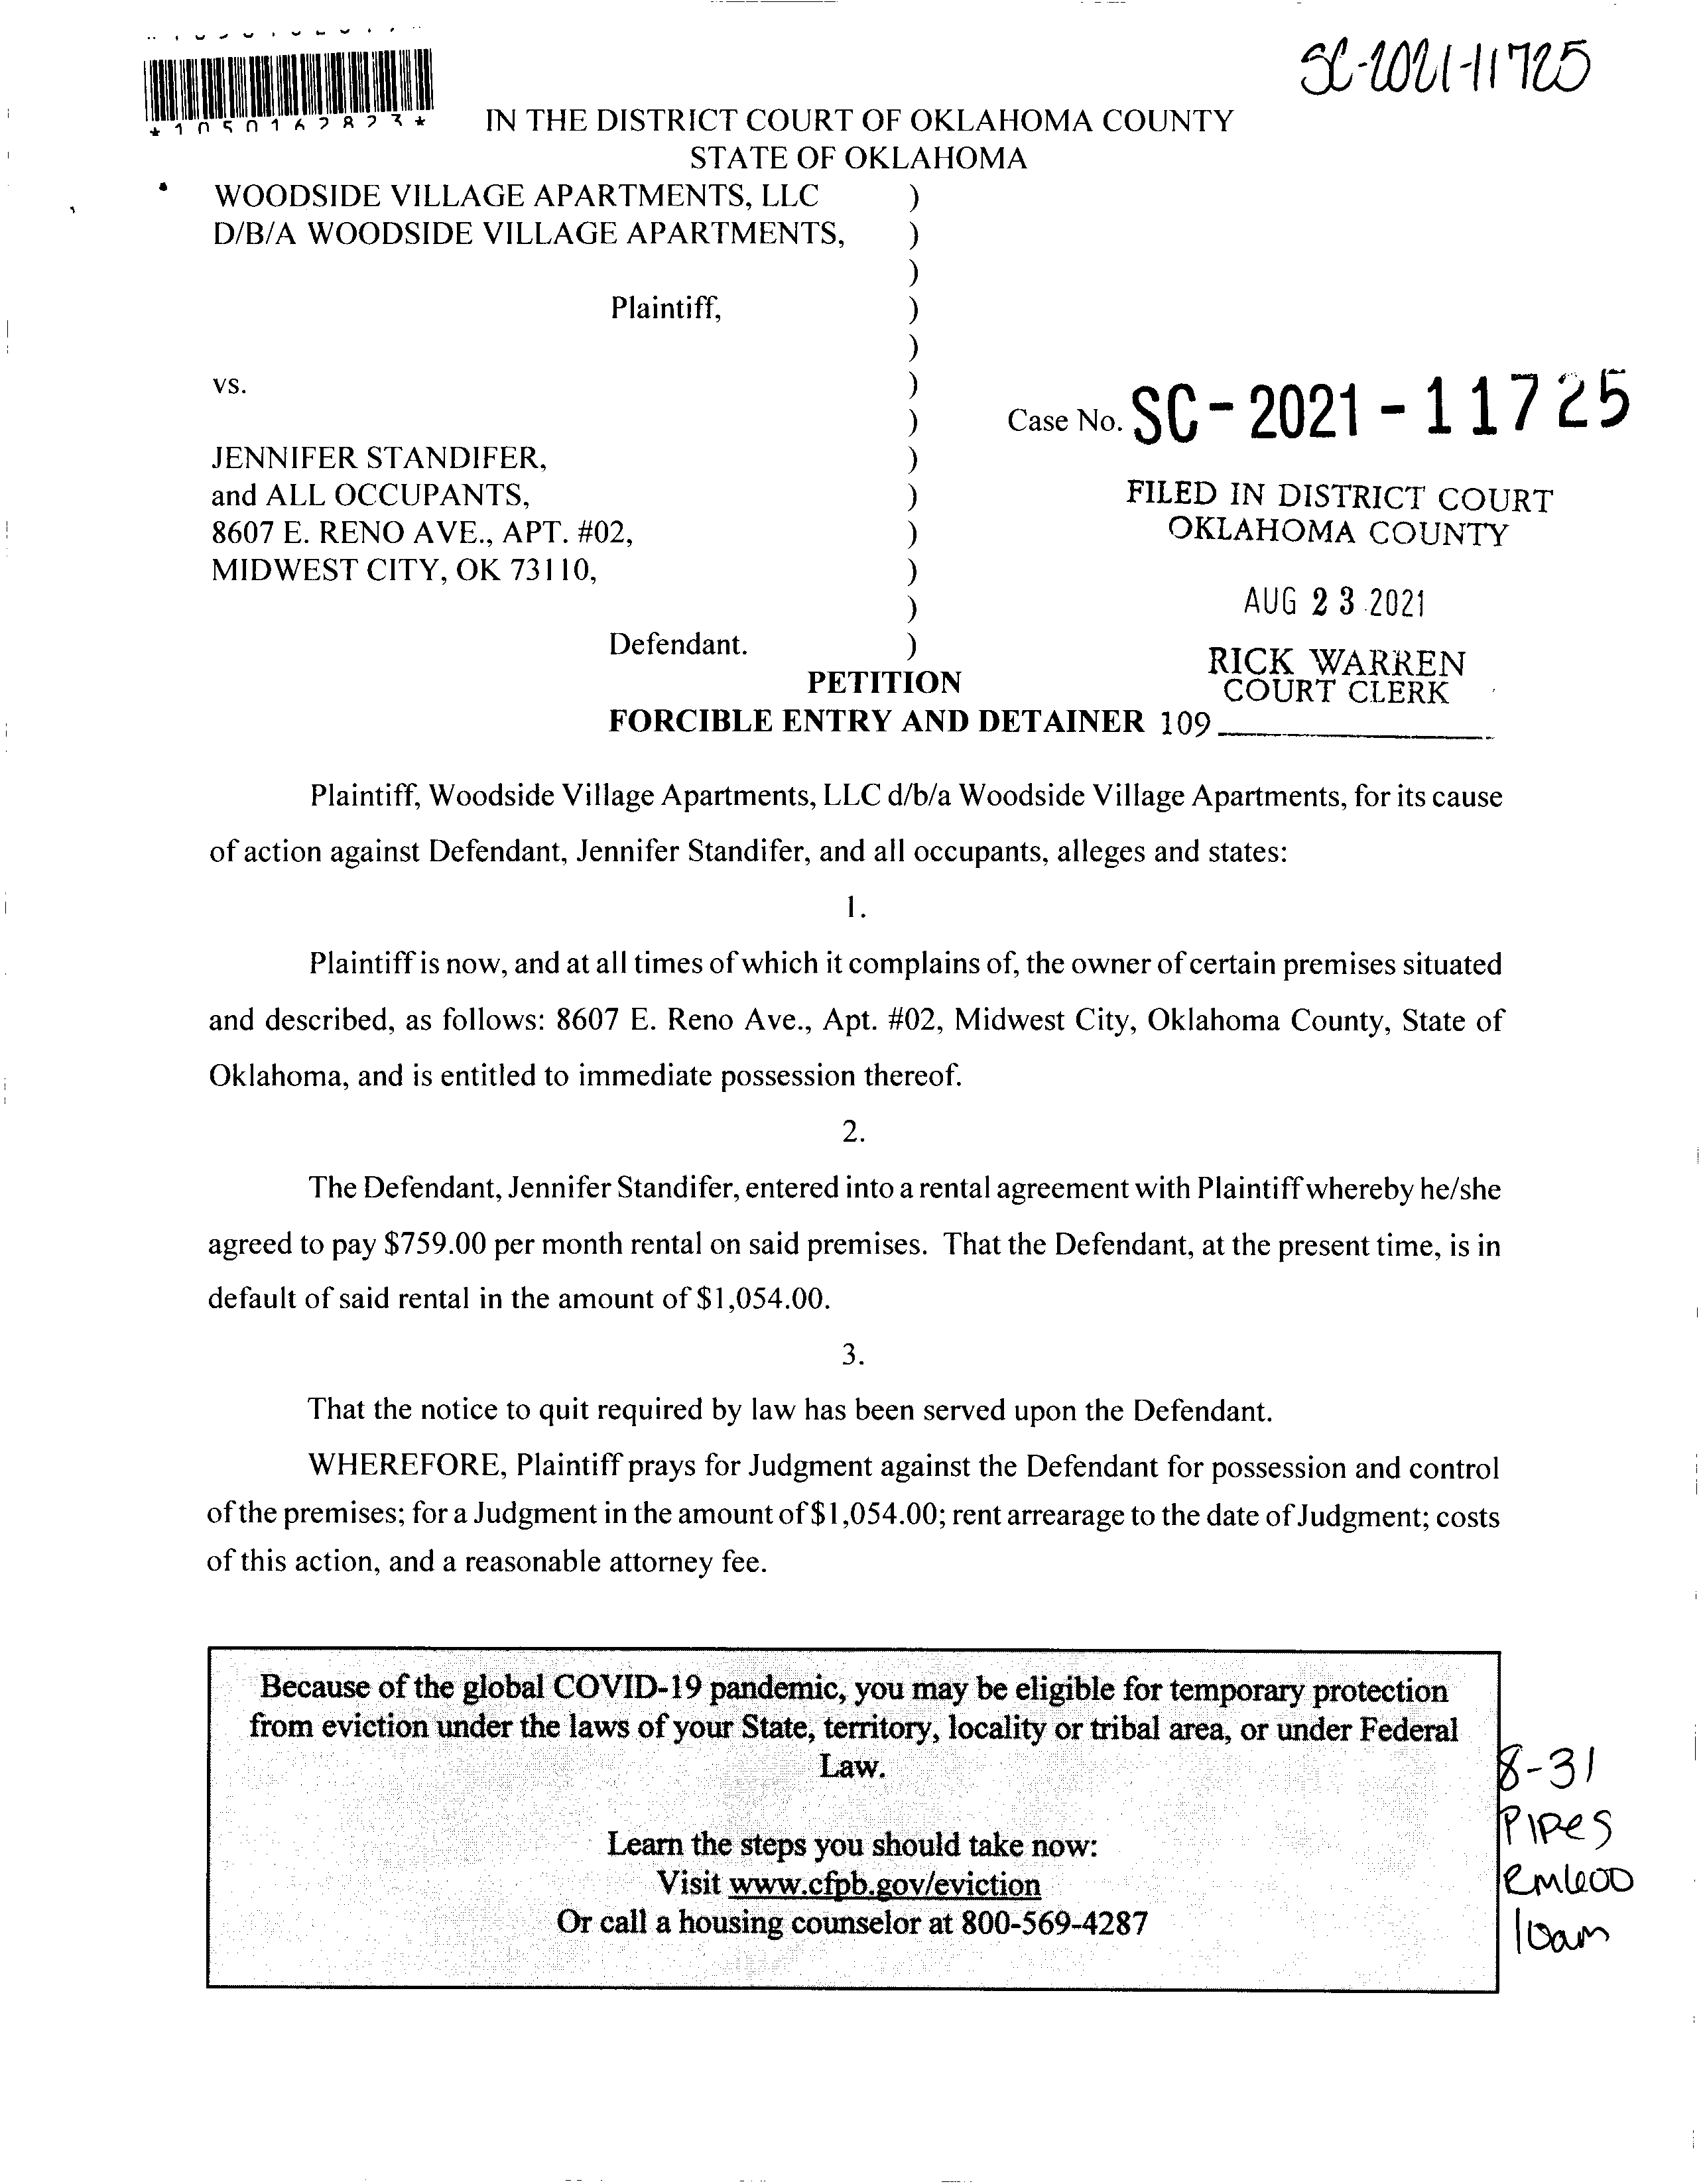 SC-2021-11725
*1050162823*
IN THE DISTRICT COURT OF OKLAHOMA COUNTY
STATE OF OKLAHOMA
WOODSIDE VILLAGE APARTMENTS, LLC )
D/B/A WOODSIDE VILLAGE APARTMENTS, )
)
Plaintiff, )
)
vs. )
) Case No. SC-2021-11725
JENNIFER STANDIFER, )
and ALL OCCUPANTS, ) FILED IN DISTRICT COURT
8607 E. RENO AVE., APT. #02, ) OKLAHOMA COUNTY
MIDWEST CITY, OK 73110, )
) AUG 23 2021
Defendant. ) RICK WARREN
PETITION COURT CLERK
FORCIBLE ENTRY AND DETAINER 109
Plaintiff, Woodside Village Apartments, LLC d/b/a Woodside Village Apartments, for its cause
of action against Defendant, Jennifer Standifer, and all occupants, alleges and states:
1.
Plaintiff is now, and at all times of which it complains of, the owner of certain premises situated
and described, as follows: 8607 E. Reno Ave., Apt. #02, Midwest City, Oklahoma County, State of
Oklahoma, and is entitled to immediate possession thereof.
2.
The Defendant, Jennifer Standifer, entered into a rental agreement with Plaintiff whereby he/she
agreed to pay $759.00 per month rental on said premises. That the Defendant, at the present time, is in
default of said rental in the amount of $1,054.00.
3.
That the notice to quit required by law has been served upon the Defendant.
WHEREFORE, Plaintiff prays for Judgment against the Defendant for possession and control
of the premises; for a Judgment in the amount of $1,054.00; rent arrearage to the date of Judgment; costs
of this action, and a reasonable attorney fee.
Because of the global COVID-19 pandemic, you may be eligible for temporary protection
from eviction under the laws of your State, territory, locality or tribal area, or under Federal
Law.
Learn the steps you should take now:
Visit www.cfpb.gov/eviction
Or call a housing counselor at 800-569-4287
8-31
Pipes
10am